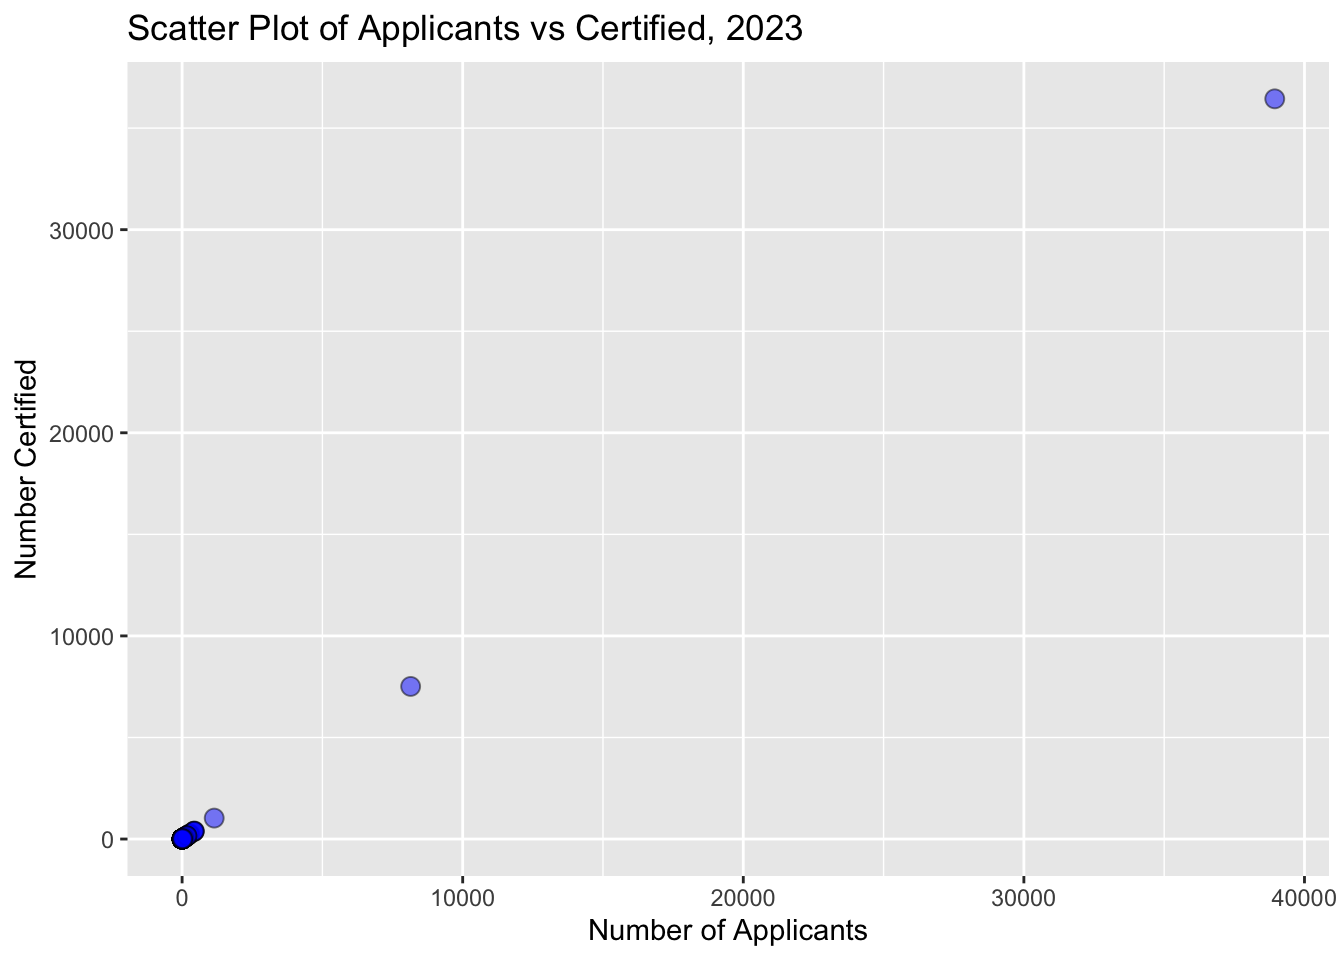 Scatter Plot of Applicants vs Certified, 2023
Number Certified
30000
20000
10000
0
0 10000 20000 30000 40000
Number of Applicants